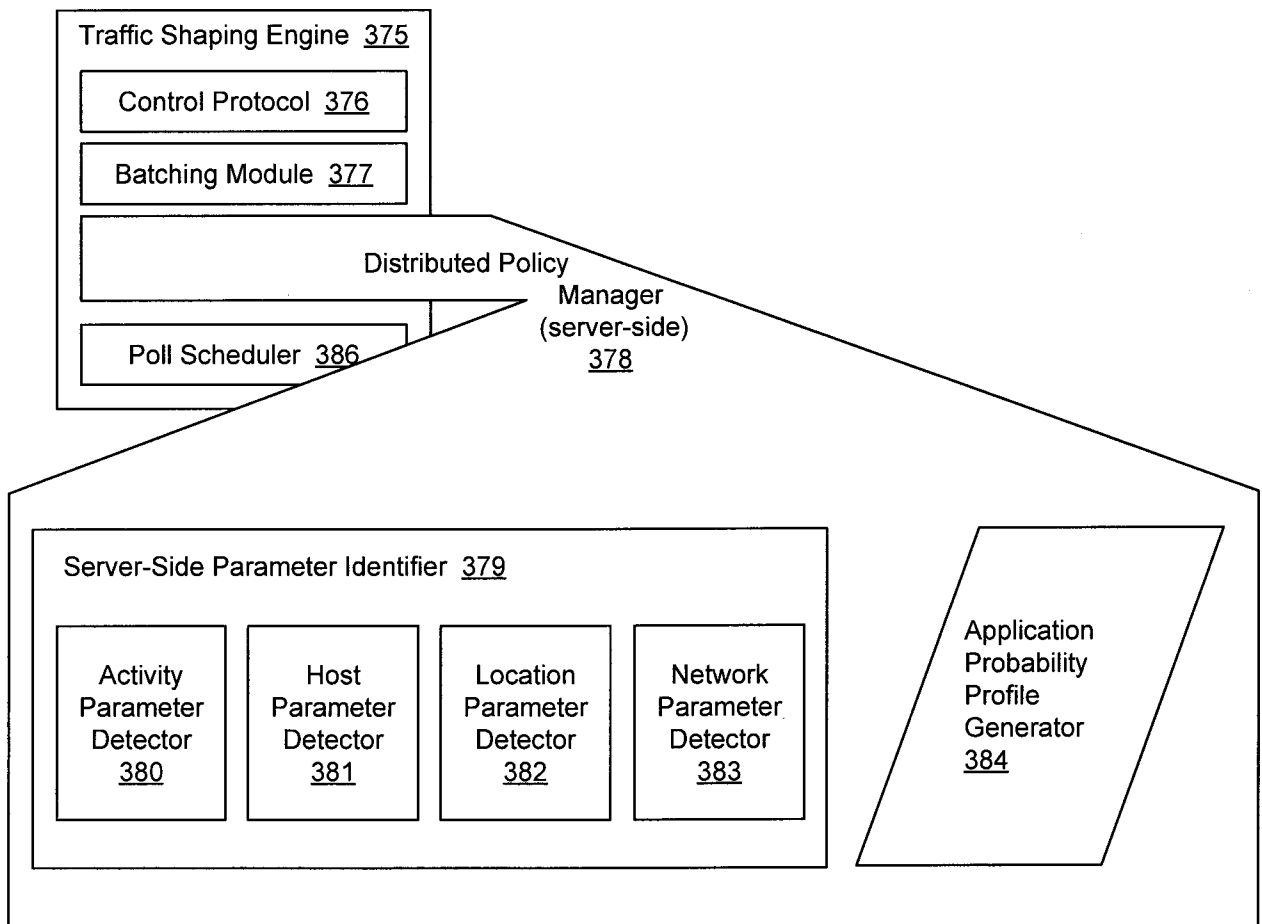 Traffic Shaping Engine 375
Control Protocol 376
Batching Module 377
Distributed Policy
Manager
(server-side)
378
Poll Scheduler 386
Server-Side Parameter Identifier 379
Activity
Parameter
Detector
380
Host
Parameter
Detector
381
Location
Parameter
Detector
382
Network
Parameter
Detector
383
Application
Probability
Profile
Generator
384